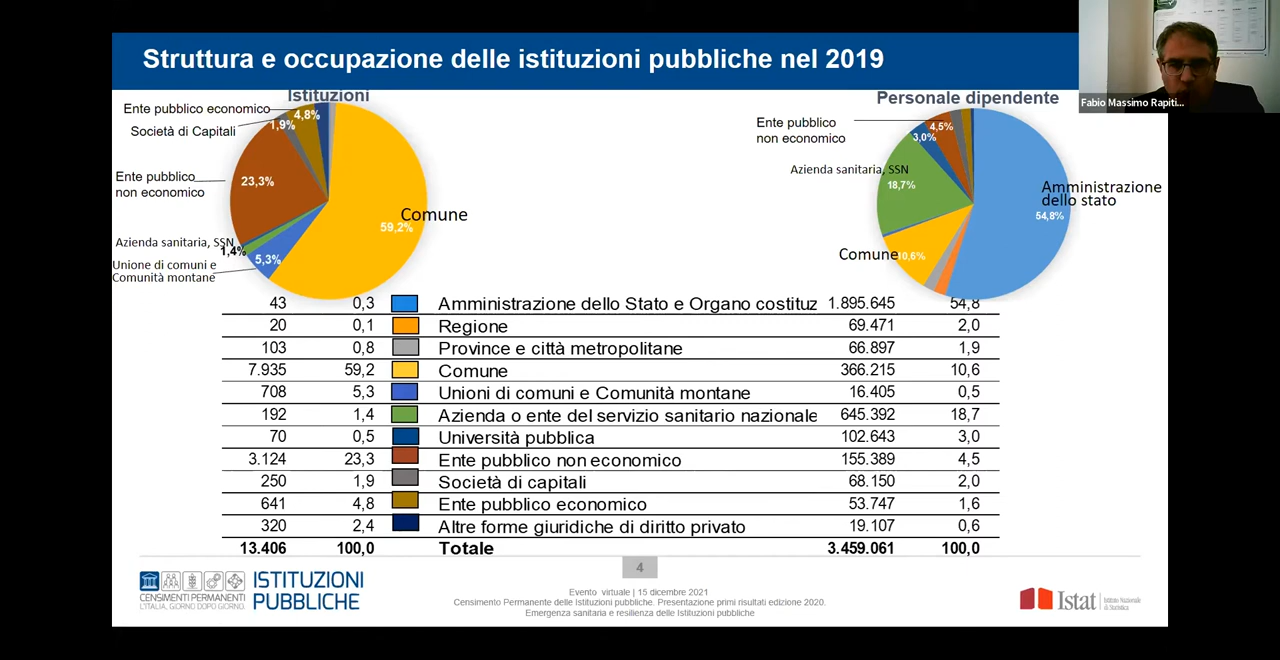 Struttura e occupazione delle istituzioni pubbliche nel 2019
Fabio Massimo Rapiti...
Istituzioni
Ente pubblico economico
4,8%
1,9%
Società di Capitali
Ente pubblico
non economico
23,3%
Comune
59,2%
Azienda sanitaria, SSN
1,4%
Unione di comuni e
Comunità montane
5,3%
Personale dipendente
Ente pubblico
non economico
4,5%
3,0%
Azienda sanitaria, SSN
18,7%
Amministrazione
dello stato
54,8%
Comune
0,6%
43 0,3 Amministrazione dello Stato e Organo costituz 1.895.645 54,8
20 0,1 Regione 69.471 2,0
103 0,8 Province e città metropolitane 66.897 1,9
7.935 59,2 Comune 366.215 10,6
708 5,3 Unioni di comuni e Comunità montane 16.405 0,5
192 1,4 Azienda o ente del servizio sanitario nazionale 645.392 18,7
70 0,5 Università pubblica 102.643 3,0
3.124 23,3 Ente pubblico non economico 155.389 4,5
250 1,9 Società di capitali 68.150 2,0
641 4,8 Ente pubblico economico 53.747 1,6
320 2,4 Altre forme giuridiche di diritto privato 19.107 0,6
13.406 100,0 Totale 3.459.061 100,0
4
CENSIMENTI PERMANENTI
L'ITALIA, GIORNO DOPO GIORNO.
ISTITUZIONI
PUBBLICHE
Evento virtuale | 15 dicembre 2021
Censimento Permanente delle Istituzioni pubbliche. Presentazione primi risultati edizione 2020.
Emergenza sanitaria e resilienza delle Istituzioni pubbliche
Istat
Istituto Nazionale
di Statistica